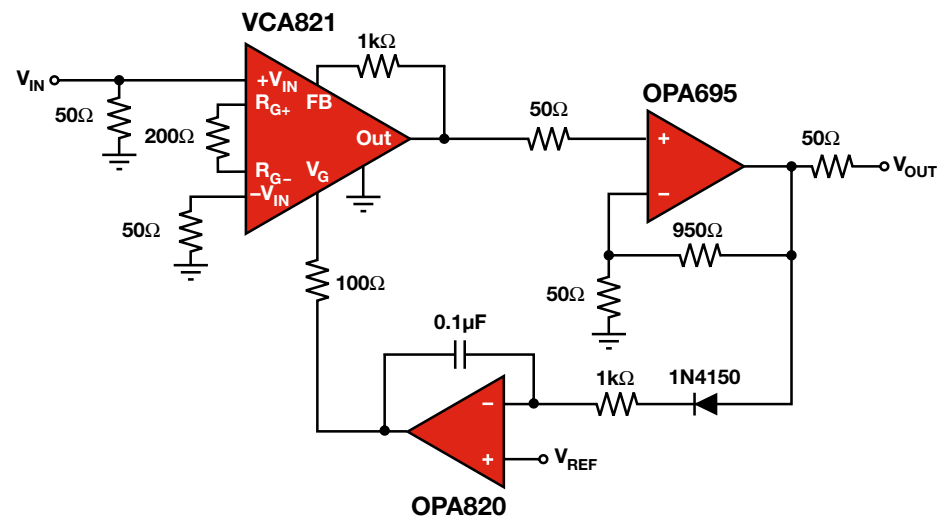 VCA821
1kΩ
V_IN
+V_IN
R_G+
FB
50Ω
200Ω
Out
R_G−
V_G
−V_IN
50Ω
100Ω
50Ω
OPA695
+
−
50Ω
V_OUT
950Ω
50Ω
0.1µF
1kΩ
1N4150
−
+
V_REF
OPA820